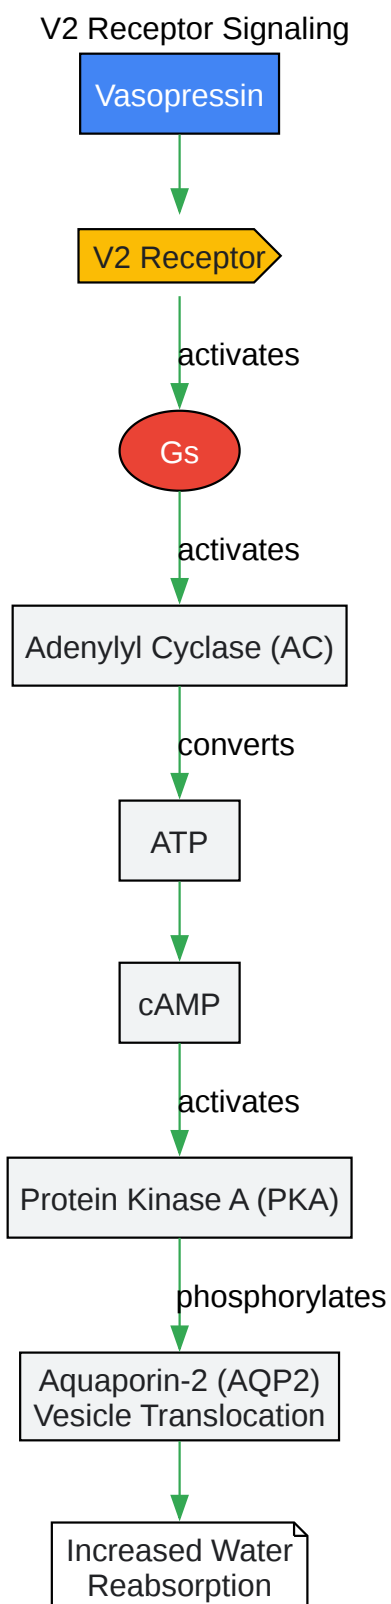 V2 Receptor Signaling
Vasopressin
V2 Receptor
activates
Gs
activates
Adenylyl Cyclase (AC)
converts
ATP
cAMP
activates
Protein Kinase A (PKA)
phosphorylates
Aquaporin-2 (AQP2)
Vesicle Translocation
Increased Water
Reabsorption